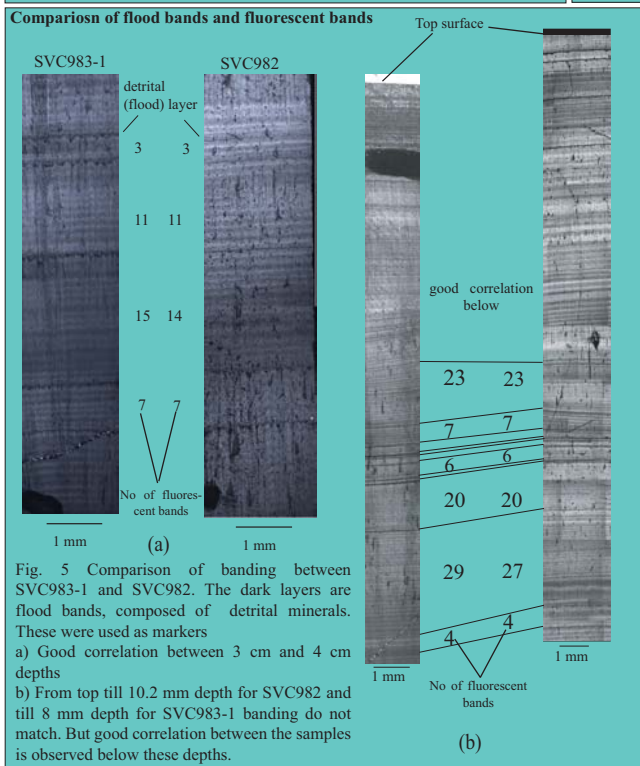 Compariosn of flood bands and fluorescent bands
SVC983-1
SVC982
detrital
(flood) layer
3 3
11 11
15 14
7 7
No of fluores-
cent bands
1 mm
1 mm
(a)
Fig. 5 Comparison of banding between
SVC983-1 and SVC982. The dark layers are
flood bands, composed of detrital minerals.
These were used as markers
a) Good correlation between 3 cm and 4 cm
depths
b) From top till 10.2 mm depth for SVC982 and
till 8 mm depth for SVC983-1 banding do not
match. But good correlation between the samples
is observed below these depths.
Top surface
good correlation
below
23 23
7 7
6 6
20 20
29 27
4 4
1 mm
1 mm
No of fluorescent
bands
(b)